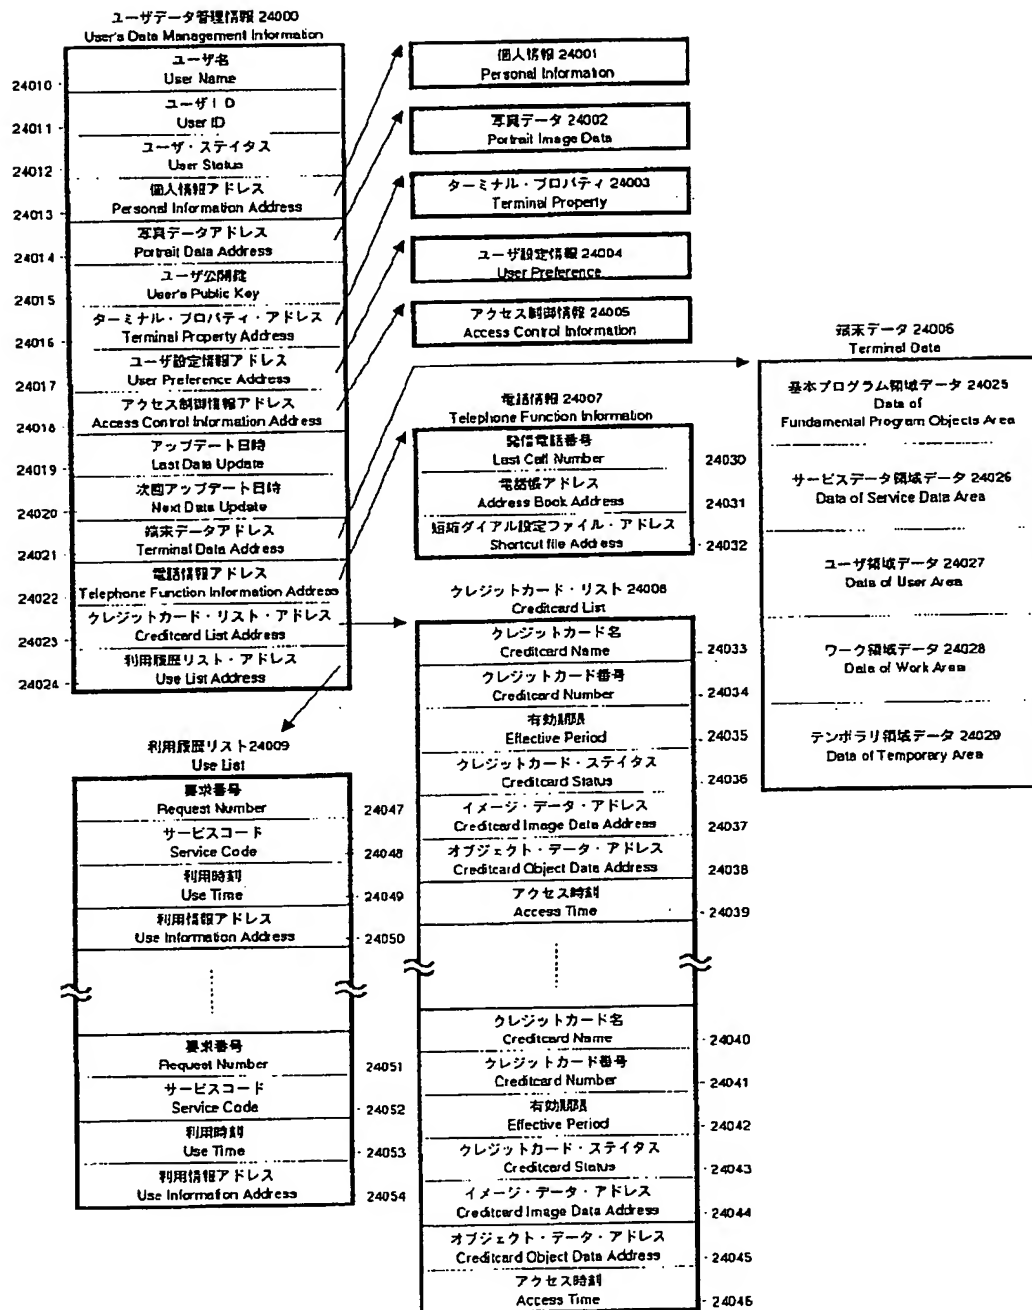 ユーザデータ管理情報 24000
User's Data Management Information
ユーザ名
User Name
24010
ユーザID
User ID
24011
ユーザ・ステイタス
User Status
24012
個人情報アドレス
Personal Information Address
24013
写真データアドレス
Portrait Data Address
24014
ユーザ公開鍵
User's Public Key
24015
ターミナル・プロパティ・アドレス
Terminal Property Address
24016
ユーザ設定情報アドレス
User Preference Address
24017
アクセス制御情報アドレス
Access Control Information Address
24018
アップデート日時
Last Data Update
24019
次回アップデート日時
Next Data Update
24020
端末データアドレス
Terminal Data Address
24021
電話情報アドレス
Telephone Function Information Address
24022
クレジットカード・リスト・アドレス
Creditcard List Address
24023
利用履歴リスト・アドレス
Use List Address
24024
個人情報 24001
Personal Information
写真データ 24002
Portrait Image Data
ターミナル・プロパティ 24003
Terminal Property
ユーザ設定情報 24004
User Preference
アクセス制御情報 24005
Access Control Information
端末データ 24006
Terminal Data
基本プログラム領域データ 24025
Data of
Fundamental Program Objects Area
サービスデータ領域データ 24026
Data of Service Data Area
ユーザ領域データ 24027
Data of User Area
ワーク領域データ 24028
Data of Work Area
テンポラリ領域データ 24029
Data of Temporary Area
電話情報 24007
Telephone Function Information
発信電話番号
Last Call Number
24030
電話帳アドレス
Address Book Address
24031
短縮ダイアル設定ファイル・アドレス
Shortcut file Address
24032
クレジットカード・リスト 24008
Creditcard List
クレジットカード名
Creditcard Name
24033
クレジットカード番号
Creditcard Number
24034
有効期限
Effective Period
24035
クレジットカード・ステイタス
Creditcard Status
24036
イメージ・データ・アドレス
Creditcard Image Data Address
24037
オブジェクト・データ・アドレス
Creditcard Object Data Address
24038
アクセス時刻
Access Time
24039
クレジットカード名
Creditcard Name
24040
クレジットカード番号
Creditcard Number
24041
有効期限
Effective Period
24042
クレジットカード・ステイタス
Creditcard Status
24043
イメージ・データ・アドレス
Creditcard Image Data Address
24044
オブジェクト・データ・アドレス
Creditcard Object Data Address
24045
アクセス時刻
Access Time
24046
利用履歴リスト24009
Use List
要求番号
Request Number
24047
サービスコード
Service Code
24048
利用時刻
Use Time
24049
利用情報アドレス
Use Information Address
24050
要求番号
Request Number
24051
サービスコード
Service Code
24052
利用時刻
Use Time
24053
利用情報アドレス
Use Information Address
24054